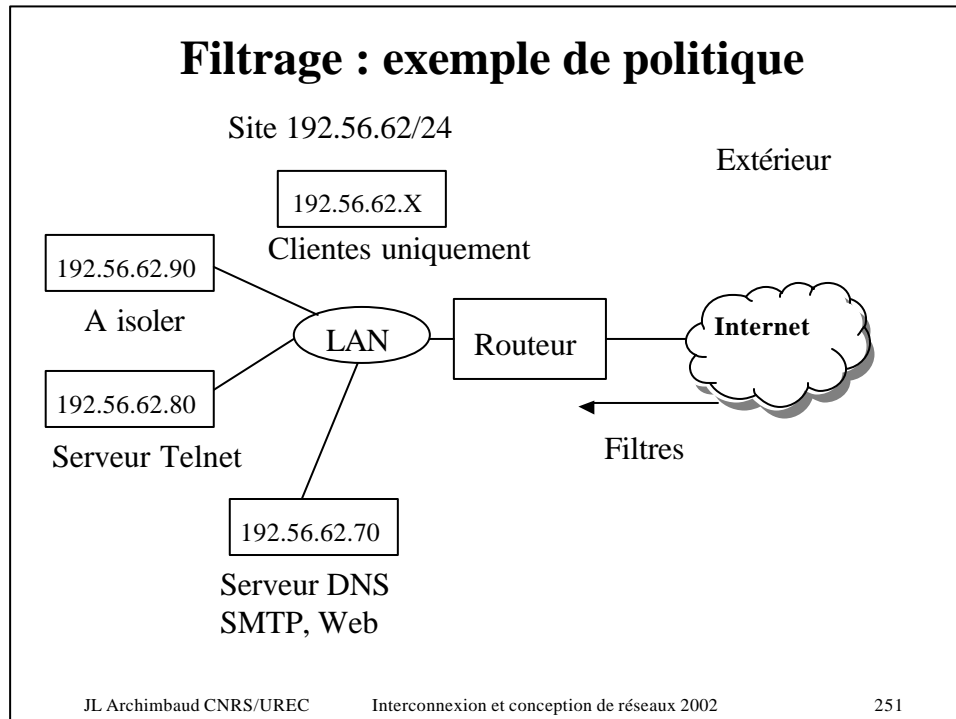 Filtrage : exemple de politique
Site 192.56.62/24
Extérieur
192.56.62.X
Clientes uniquement
192.56.62.90
A isoler
LAN
Routeur
Internet
192.56.62.80
Serveur Telnet
Filtres
192.56.62.70
Serveur DNS
SMTP, Web
JL Archimbaud CNRS/UREC Interconnexion et conception de réseaux 2002 251